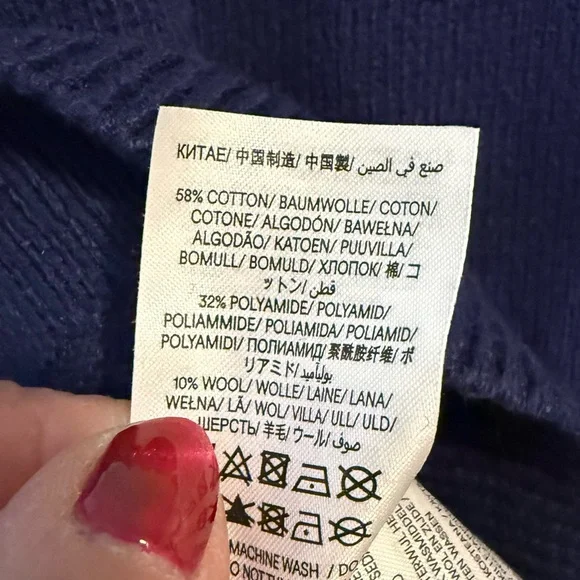 КИТАЕ/ 中国制造/ 中国製/ صنع في الصين
58% COTTON/ BAUMWOLLE/ COTON/
COTONE/ ALGODÓN/ BAWEŁNA/
ALGODÃO/ KATOEN/ PUUVILLA/
BOMULL/ BOMULD/ ХЛОПОК/ 棉/ コ
ットン/ قطن
32% POLYAMIDE/ POLYAMID/
POLIAMMIDE/ POLIAMIDA/ POLIAMID/
POLYAMIDI/ ПОЛИАМИД/ 聚酰胺纤维/ ポ
リアミド/ بولياميد
10% WOOL/ WOLLE/ LAINE/ LANA/
WEŁNA/ LÃ/ WOL/ VILLA/ ULL/ ULD/
ШЕРСТЬ/ 羊毛/ ウール/ صوف
MACHINE WASH / DO
DO NOT